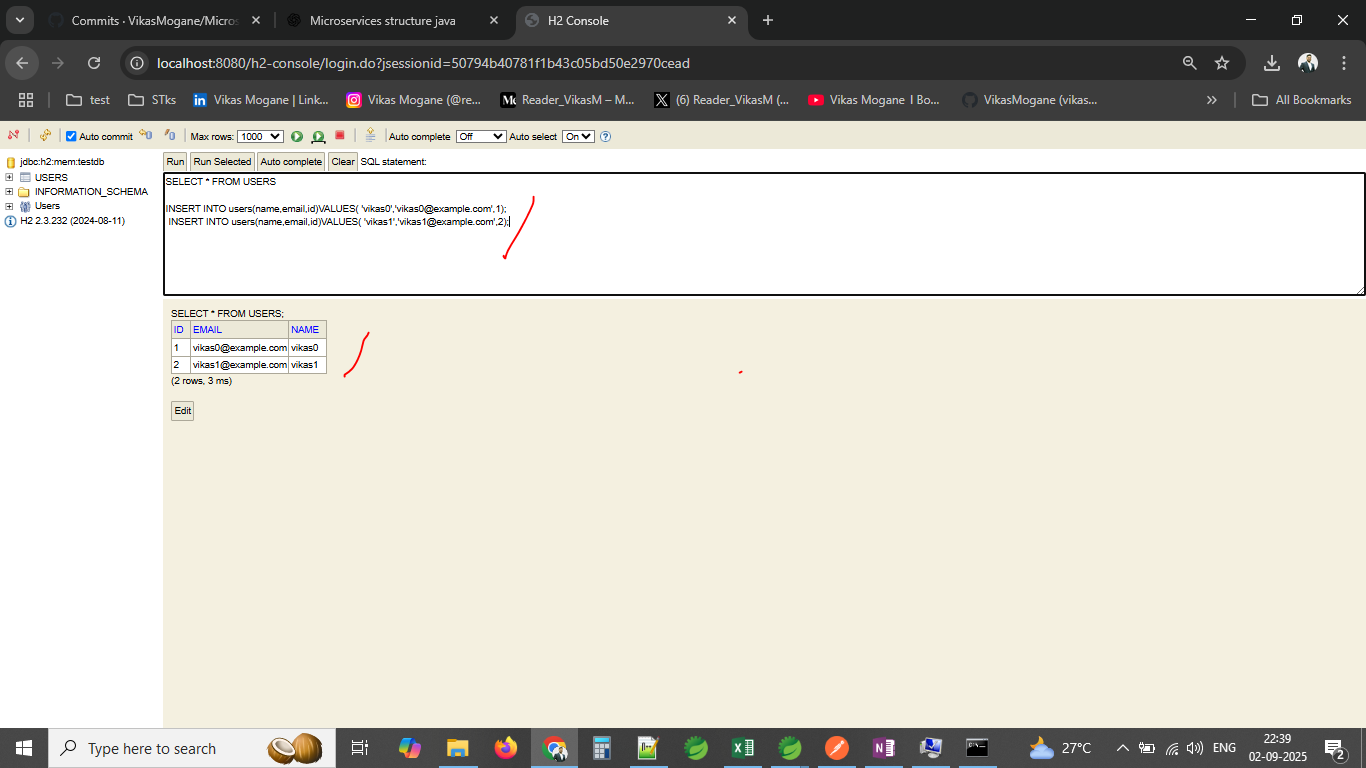 Commits · VikasMogane/Micros
Microservices structure java
H2 Console
localhost:8080/h2-console/login.do?jsessionid=50794b40781f1b43c05bd50e2970cead
test
STks
in Vikas Mogane | Link...
Vikas Mogane (@re...
Reader_VikasM – M...
X (6) Reader_VikasM (...
Vikas Mogane I Bo...
VikasMogane (vikas...
»
All Bookmarks
Auto commit
Max rows: 1000
Auto complete Off
Auto select On
?
jdbc:h2:mem:testdb
USERS
INFORMATION_SCHEMA
Users
H2 2.3.232 (2024-08-11)
Run
Run Selected
Auto complete
Clear
SQL statement:
SELECT * FROM USERS
INSERT INTO users(name,email,id)VALUES( 'vikas0','vikas0@example.com',1);
INSERT INTO users(name,email,id)VALUES( 'vikas1','vikas1@example.com',2);
SELECT * FROM USERS;
ID EMAIL NAME
1 vikas0@example.com vikas0
2 vikas1@example.com vikas1
(2 rows, 3 ms)
Edit
Type here to search
27°C
ENG
22:39
02-09-2025
2